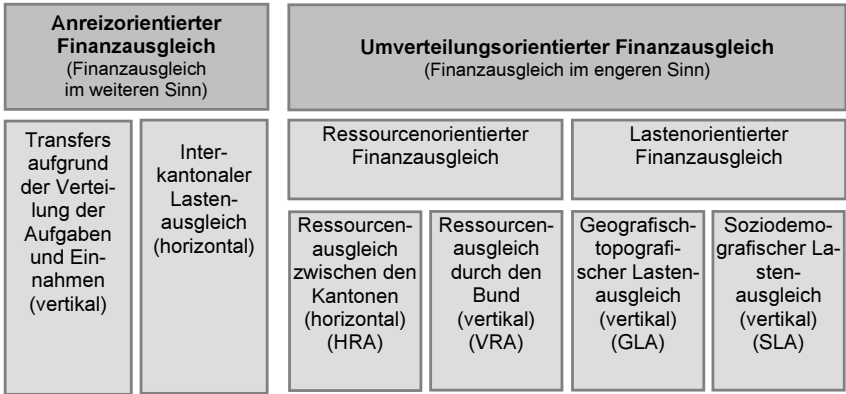 Anreizorientierter
Finanzausgleich
(Finanzausgleich
im weiteren Sinn)
Umverteilungsorientierter Finanzausgleich
(Finanzausgleich im engeren Sinn)
Transfers
aufgrund
der Vertei-
lung der
Aufgaben
und Ein-
nahmen
(vertikal)
Inter-
kantonaler
Lasten-
ausgleich
(horizontal)
Ressourcenorientierter
Finanzausgleich
Lastenorientierter
Finanzausgleich
Ressourcen-
ausgleich
zwischen den
Kantonen
(horizontal)
(HRA)
Ressourcen-
ausgleich
durch den
Bund
(vertikal)
(VRA)
Geografisch-
topografi-
scher Lasten-
ausgleich
(vertikal)
(GLA)
Soziodemo-
grafischer La-
sten-
ausgleich
(vertikal)
(SLA)